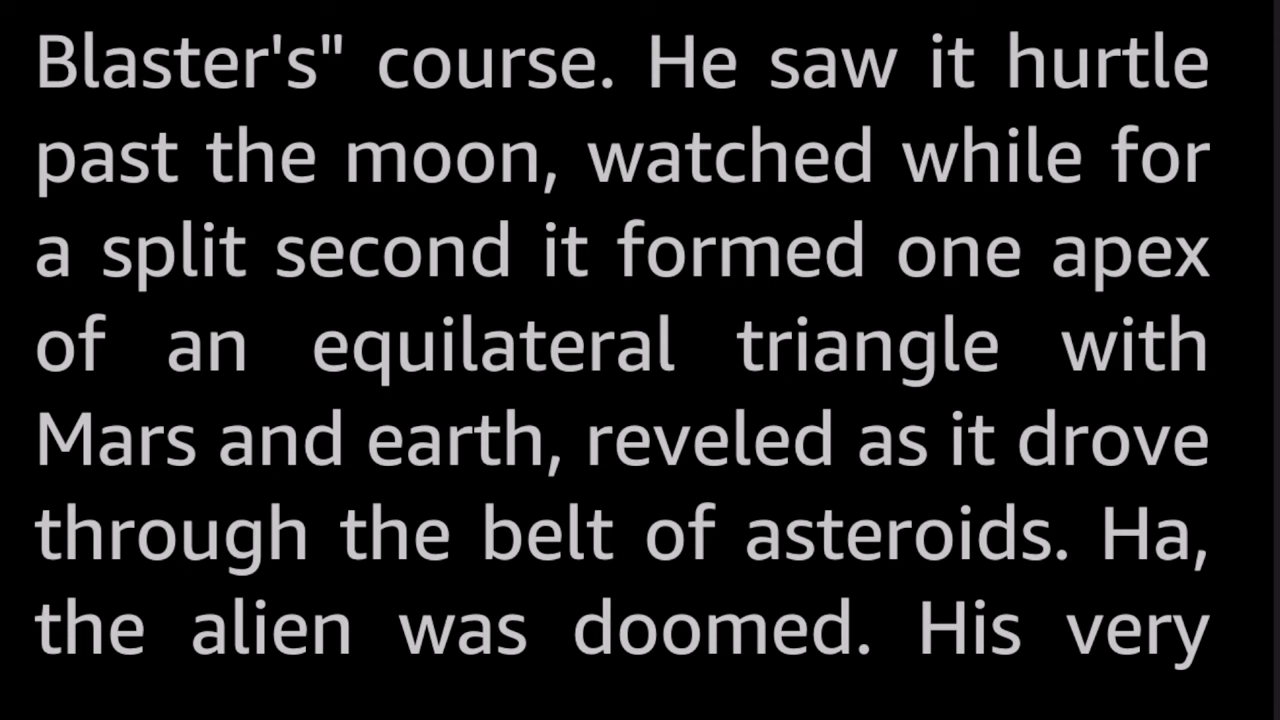 Blaster's" course. He saw it hurtle
past the moon, watched while for
a split second it formed one apex
of an equilateral triangle with
Mars and earth, reveled as it drove
through the belt of asteroids. Ha,
the alien was doomed. His very